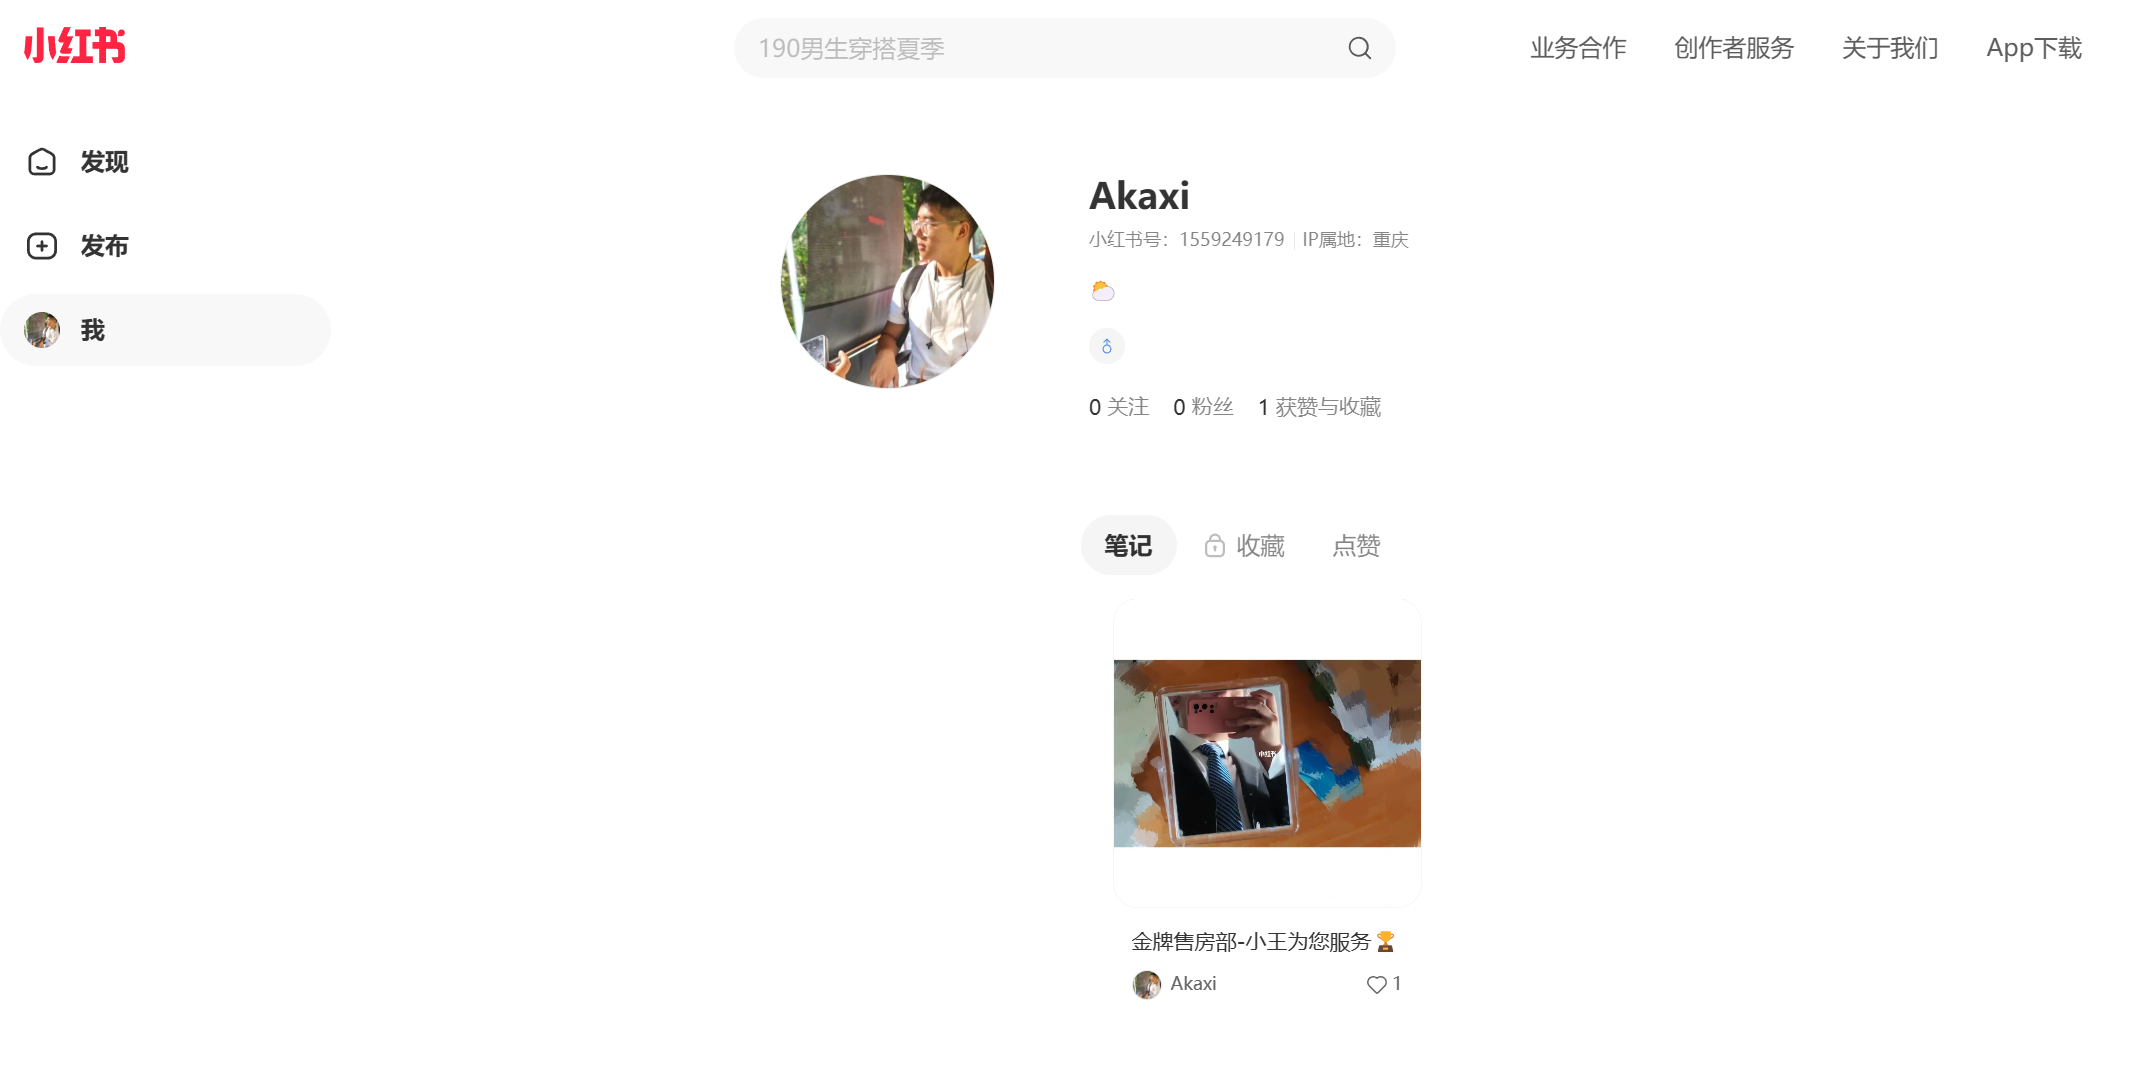 小红书
190男生穿搭夏季
业务合作
创作者服务
关于我们
App下载
发现
发布
我
Akaxi
小红书号：1559249179 IP属地：重庆
0 关注 0 粉丝 1 获赞与收藏
笔记
收藏
点赞
小红书
金牌售房部-小王为您服务🏆
Akaxi
1